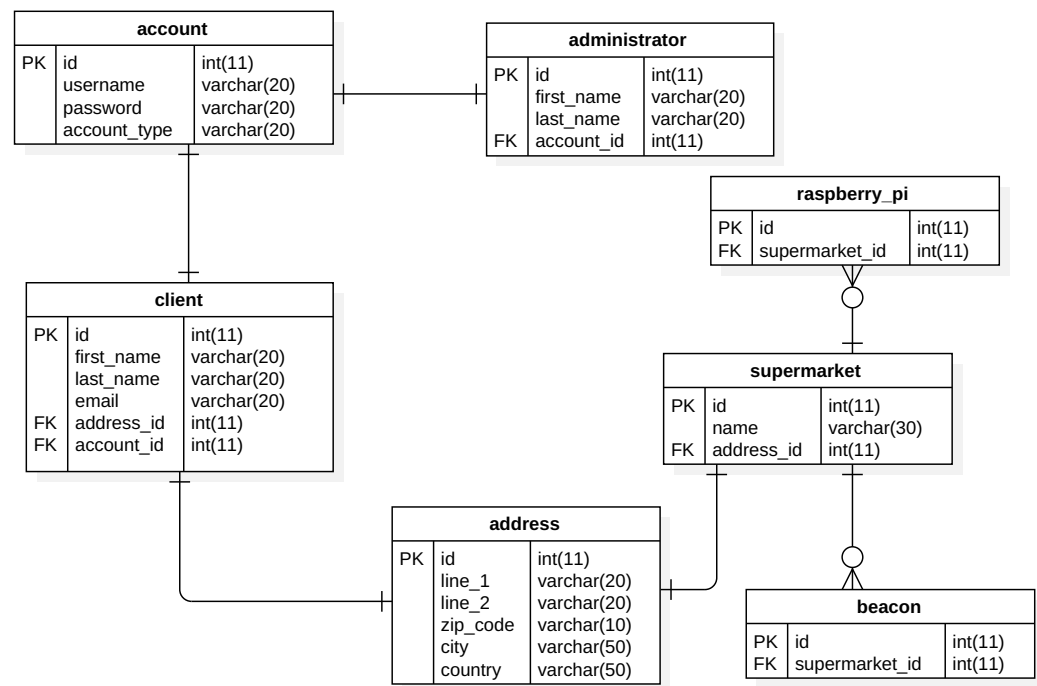 account
PK id int(11)
username varchar(20)
password varchar(20)
account_type varchar(20)
administrator
PK id int(11)
first_name varchar(20)
last_name varchar(20)
FK account_id int(11)
raspberry_pi
PK id int(11)
FK supermarket_id int(11)
client
PK id int(11)
first_name varchar(20)
last_name varchar(20)
email varchar(20)
FK address_id int(11)
FK account_id int(11)
supermarket
PK id int(11)
name varchar(30)
FK address_id int(11)
address
PK id int(11)
line_1 varchar(20)
line_2 varchar(20)
zip_code varchar(10)
city varchar(50)
country varchar(50)
beacon
PK id int(11)
FK supermarket_id int(11)